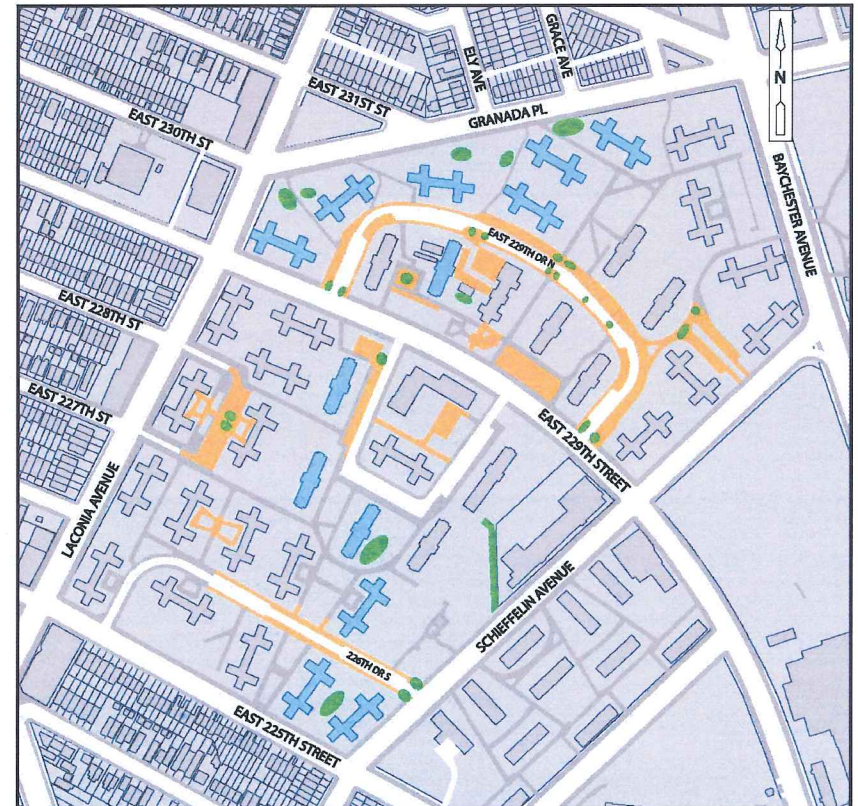 ELY AVE
GRACE AVE
EAST 231ST ST
GRANADA PL
N
EAST 230TH ST
BAYCHESTER AVENUE
EAST 229TH DR N
EAST 228TH ST
EAST 227TH ST
EAST 229TH STREET
LACONIA AVENUE
SCHIEFFELIN AVENUE
226TH DR S
EAST 225TH STREET